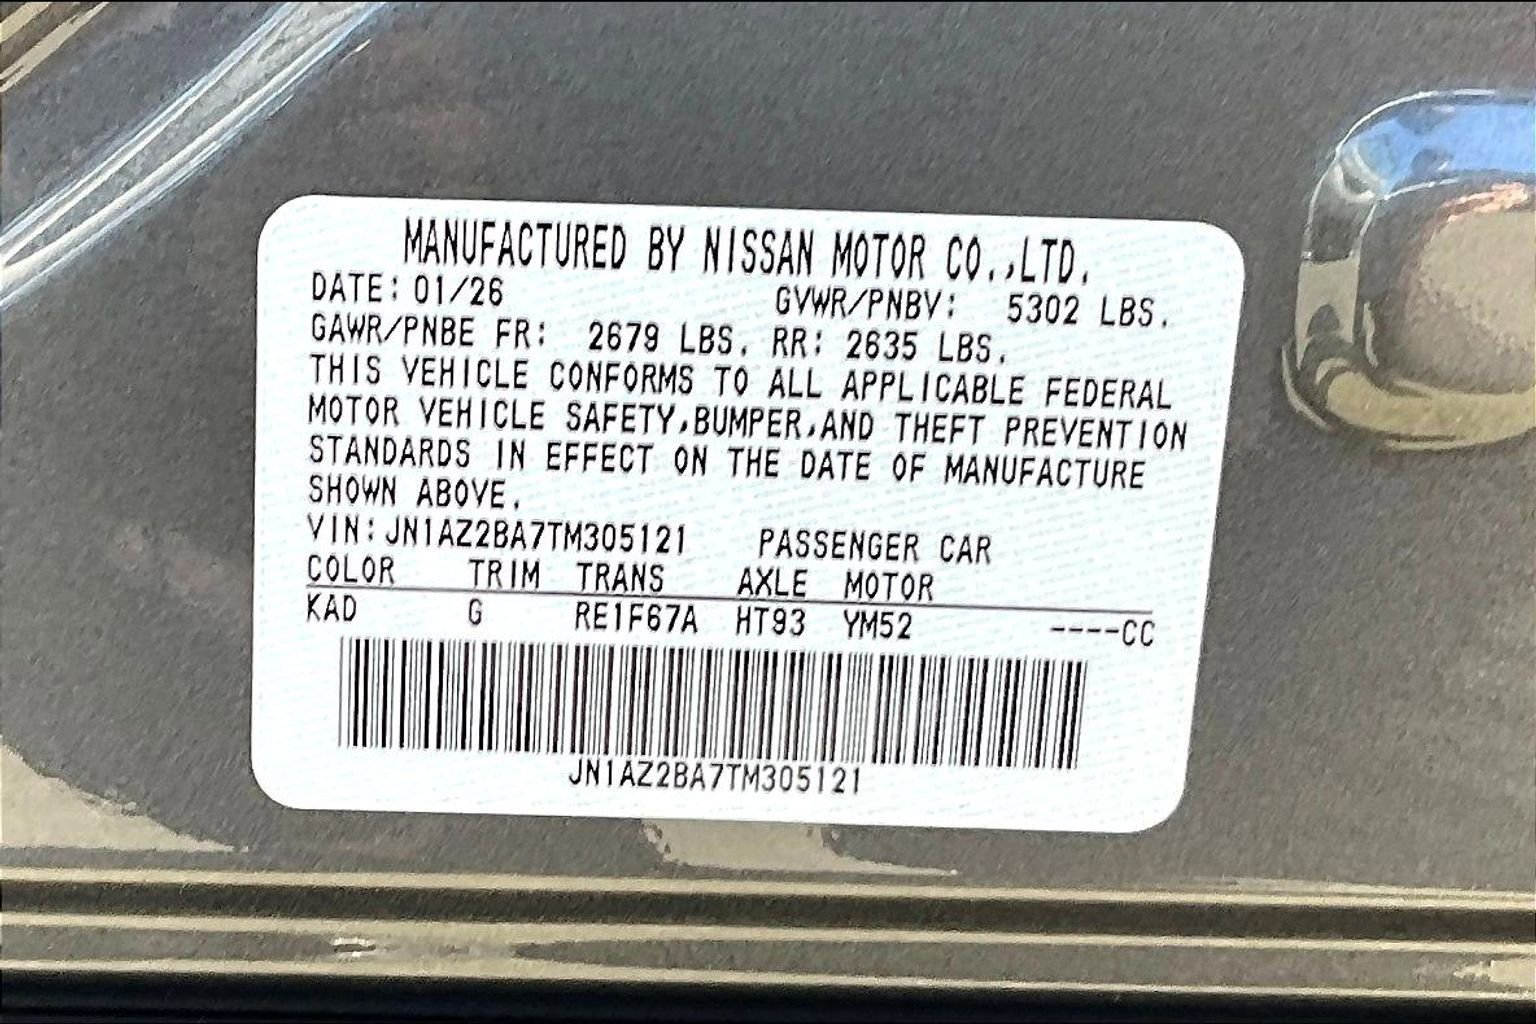 MANUFACTURED BY NISSAN MOTOR CO.,LTD.
DATE: 01/26 GVWR/PNBV: 5302 LBS.
GAWR/PNBE FR: 2679 LBS. RR: 2635 LBS.
THIS VEHICLE CONFORMS TO ALL APPLICABLE FEDERAL
MOTOR VEHICLE SAFETY,BUMPER,AND THEFT PREVENTION
STANDARDS IN EFFECT ON THE DATE OF MANUFACTURE
SHOWN ABOVE.
VIN:JN1AZ2BA7TM305121 PASSENGER CAR
COLOR TRIM TRANS AXLE MOTOR
KAD G RE1F67A HT93 YM52 ----CC
JN1AZ2BA7TM305121